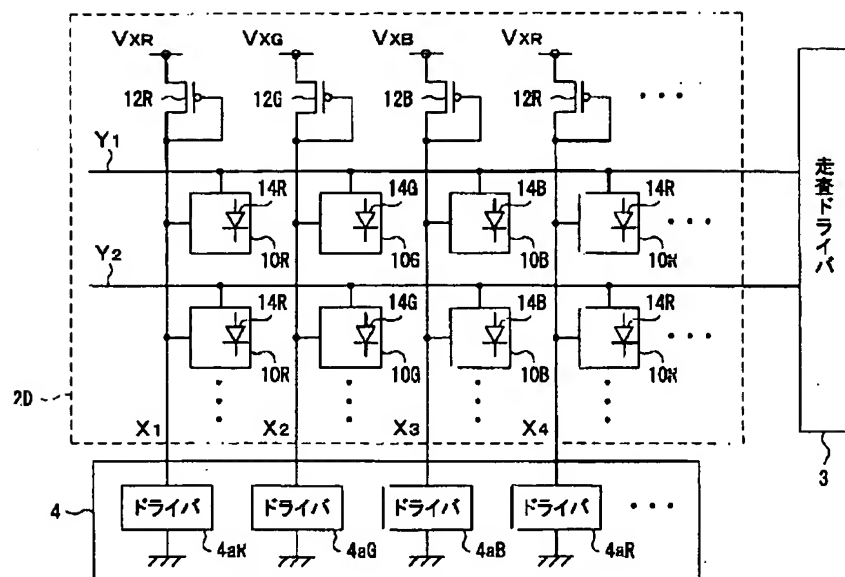 VXR VXG VXB VXR
12R 12G 12B 12R
Y1
14R 14G 14B 14R
10R 10G 10B 10R
Y2
14R 14G 14B 14R
10R 10G 10B 10R
2D
X1 X2 X3 X4
走査ドライバ
3
4
ドライバ ドライバ ドライバ ドライバ
4aR 4aG 4aB 4aR